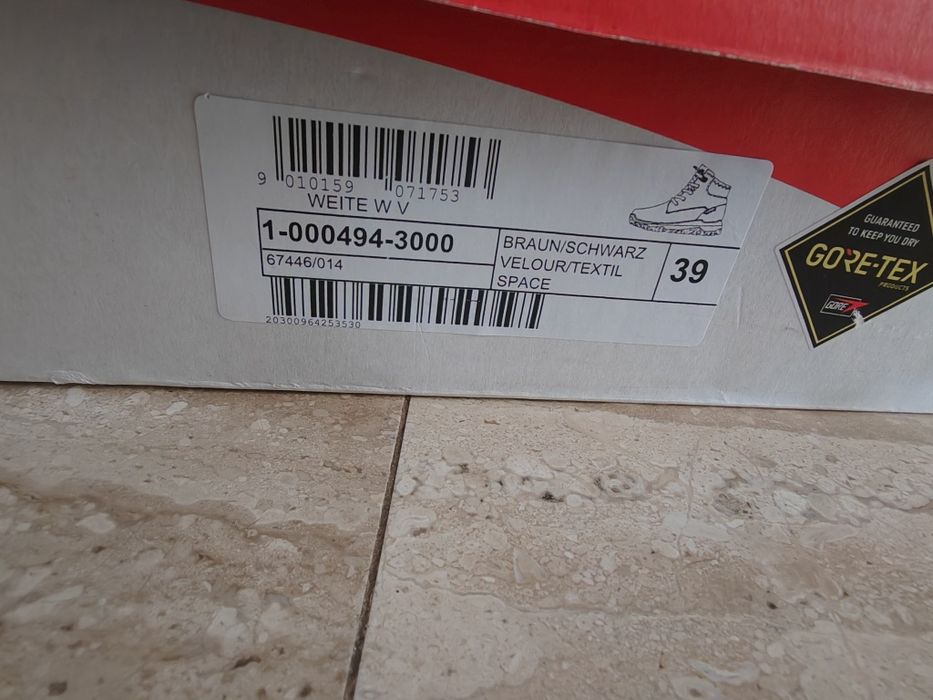 9 010159 071753
WEITE W V
1-000494-3000
67446/014
BRAUN/SCHWARZ
VELOUR/TEXTIL
SPACE
39
20300964253530
GUARANTEED
TO KEEP YOU DRY
GORE-TEX
PRODUCTS
GORE